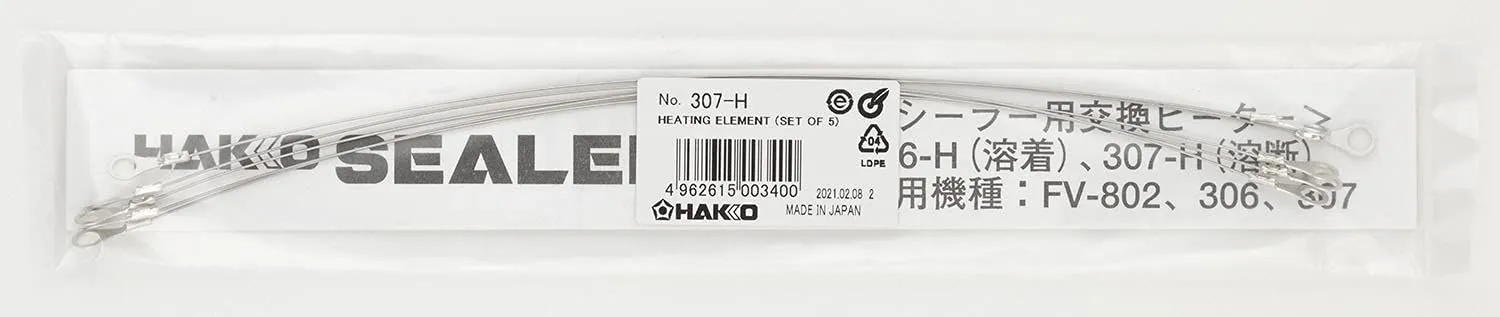 HAKKO SEALE
No. 307-H
HEATING ELEMENT (SET OF 5)
04
LDPE
4 962615 003400
2021.02.08 2
HAKKO
MADE IN JAPAN
シーラー用交換ヒーター＞
6-H（溶着）、307-H（溶断）
用機種：FV-802、306、307